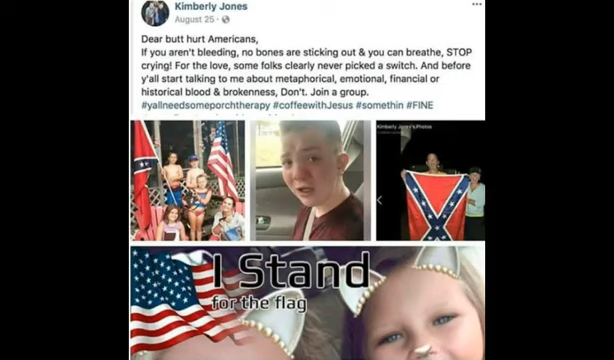 Kimberly Jones
August 25 ·
Dear butt hurt Americans,
If you aren't bleeding, no bones are sticking out & you can breathe, STOP
crying! For the love, some folks clearly never picked a switch. And before
y'all start talking to me about metaphorical, emotional, financial or
historical blood & brokenness, Don't. Join a group.
#yallneedsomeporchtherapy #coffeewithJesus #somethin #FINE
Kimberly Jones's Photos
I Stand
for the flag